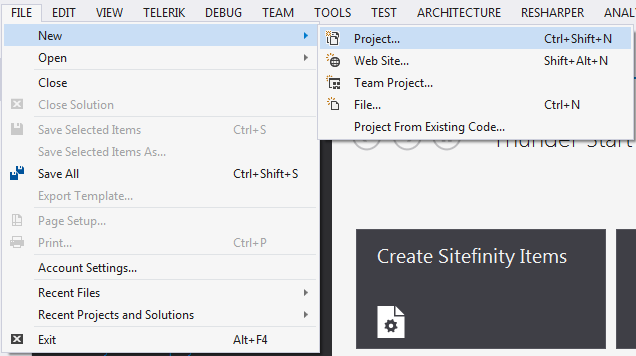 FILE EDIT VIEW TELERIK DEBUG TEAM TOOLS TEST ARCHITECTURE RESHARPER ANAL
New
Project... Ctrl+Shift+N
Open
Web Site... Shift+Alt+N
Close
Team Project...
Close Solution
File... Ctrl+N
Save Selected Items Ctrl+S
Project From Existing Code...
Save Selected Items As...
Thunder Start
Save All Ctrl+Shift+S
Export Template...
Page Setup...
Print... Ctrl+P
Create Sitefinity Items
Account Settings...
Recent Files
Recent Projects and Solutions
Exit Alt+F4